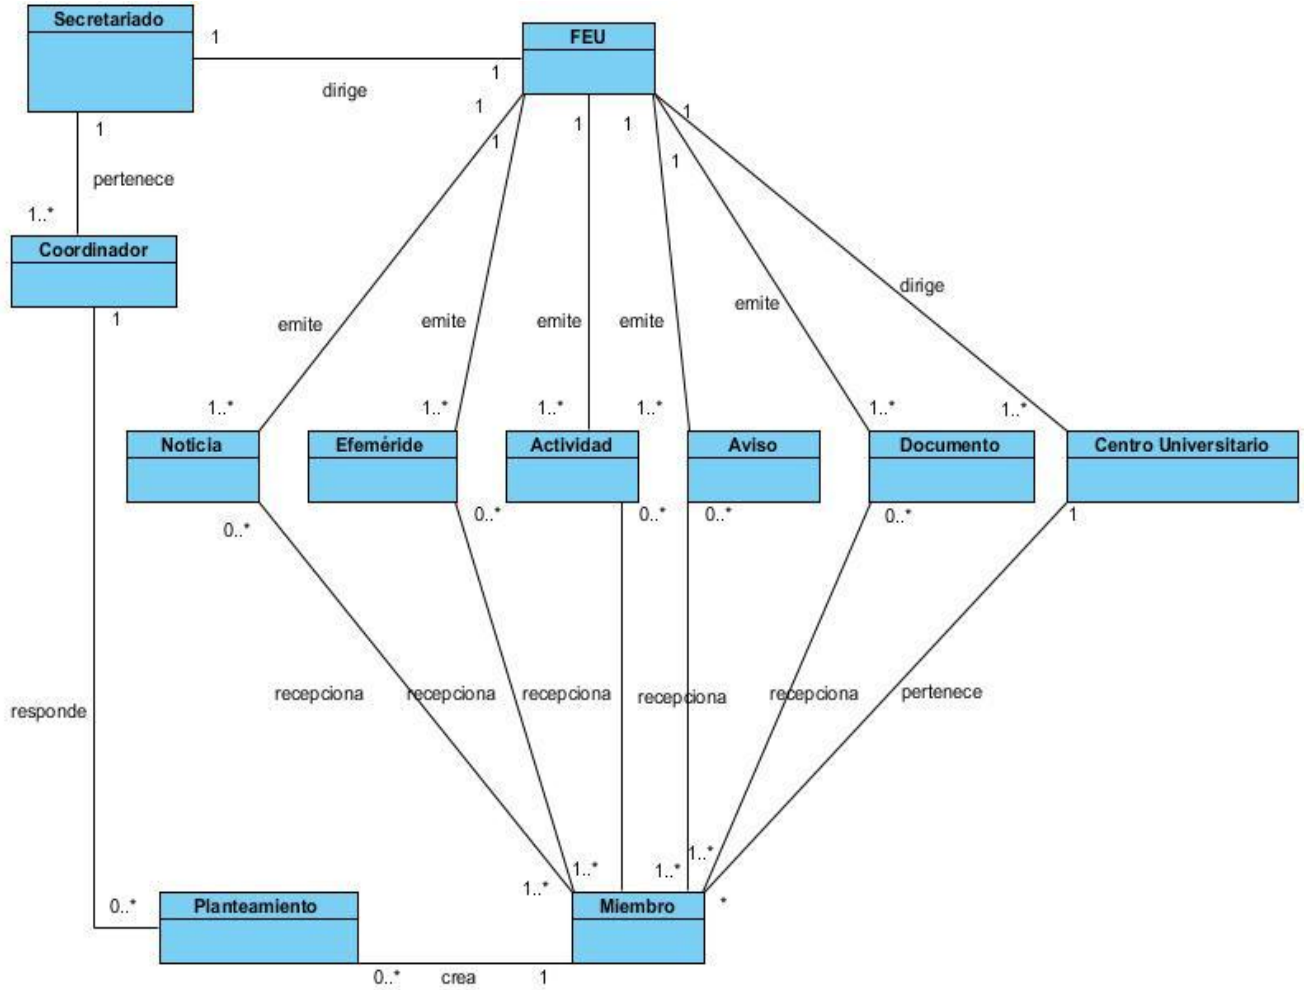 Secretariado
1
FEU
1
dirige
1
1
1
1
1
1
1
pertenece
1..*
Coordinador
1
dirige
emite
emite
emite
emite
emite
1..*
1..*
1..*
1..*
1..*
1..*
Noticia
Efeméride
Actividad
Aviso
Documento
Centro Universitario
0..*
0..*
0..*
0..*
0..*
1
recepciona
recepciona
recepciona
recepciona
recepciona
pertenece
responde
1..*
1..*
1..*
1..*
*
0..*
Planteamiento
Miembro
0..*
crea
1